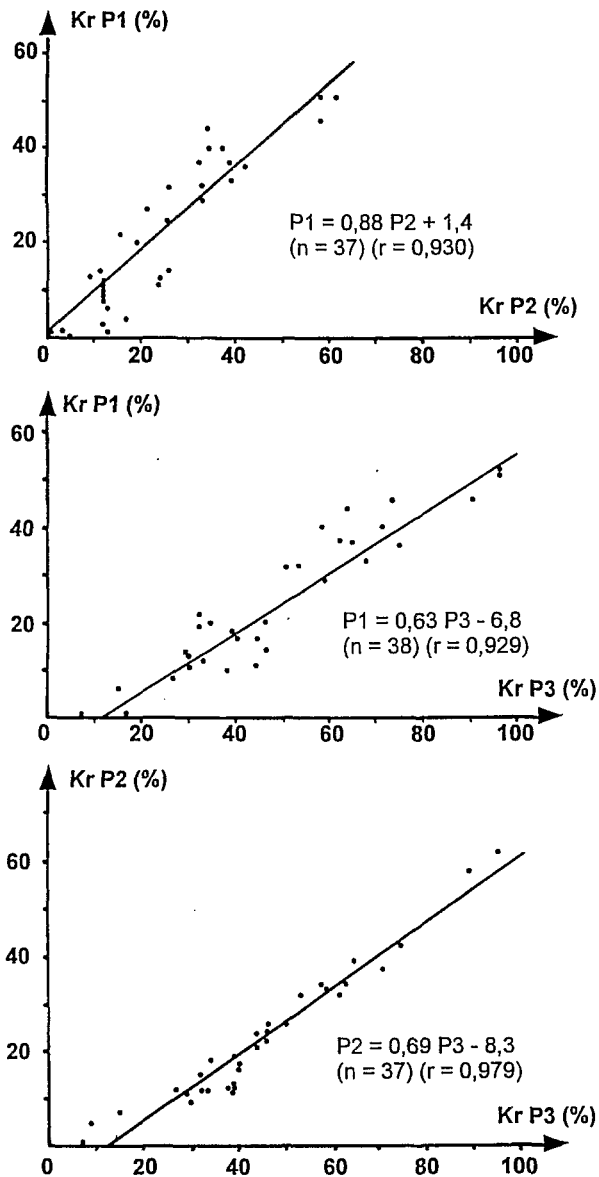 Kr P1 (%)
60
40
20
P1 = 0,88 P2 + 1,4
(n = 37) (r = 0,930)
Kr P2 (%)
0 20 40 60 80 100
Kr P1 (%)
60
40
20
P1 = 0,63 P3 - 6,8
(n = 38) (r = 0,929)
Kr P3 (%)
0 20 40 60 80 100
Kr P2 (%)
60
40
20
P2 = 0,69 P3 - 8,3
(n = 37) (r = 0,979)
Kr P3 (%)
0 20 40 60 80 100